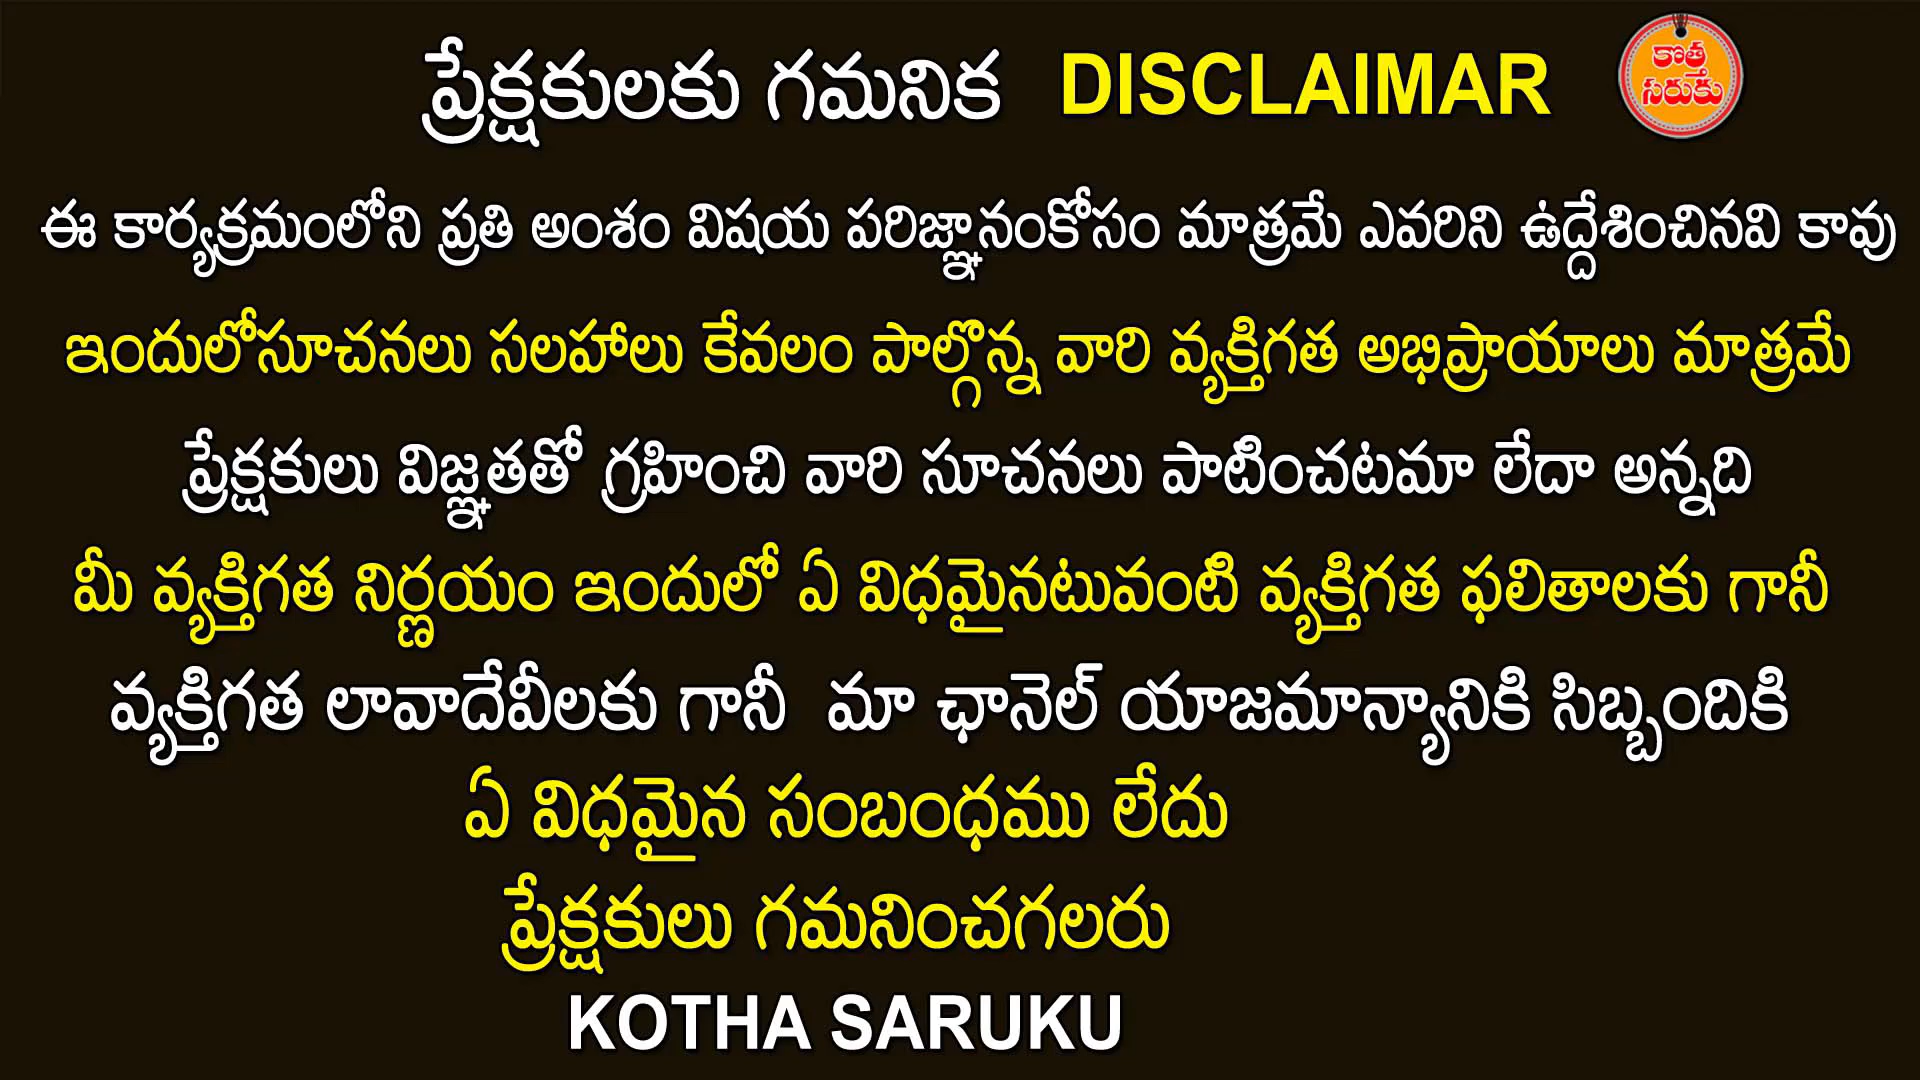 ప్రేక్షకులకు గమనిక DISCLAIMAR
కొత్త
సరుకు
ఈ కార్యక్రమంలోని ప్రతి అంశం విషయ పరిజ్ఞానంకోసం మాత్రమే ఎవరిని ఉద్దేశించినవి కావు
ఇందులోసూచనలు సలహాలు కేవలం పాల్గొన్న వారి వ్యక్తిగత అభిప్రాయాలు మాత్రమే
ప్రేక్షకులు విజ్ఞతతో గ్రహించి వారి సూచనలు పాటించటమా లేదా అన్నది
మీ వ్యక్తిగత నిర్ణయం ఇందులో ఏ విధమైనటువంటి వ్యక్తిగత ఫలితాలకు గానీ
వ్యక్తిగత లావాదేవీలకు గానీ మా ఛానెల్ యాజమాన్యానికి సిబ్బందికి
ఏ విధమైన సంబంధము లేదు
ప్రేక్షకులు గమనించగలరు
KOTHA SARUKU